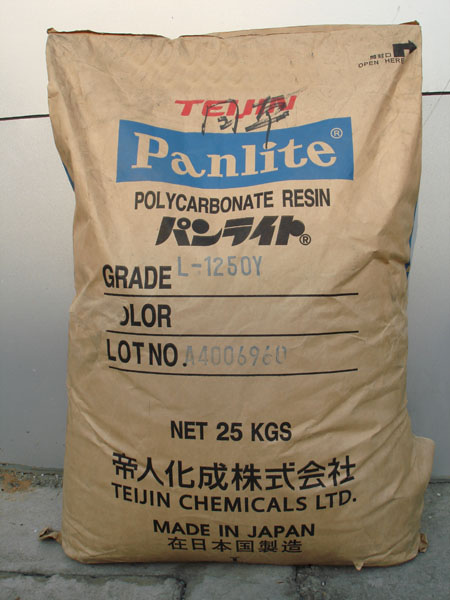 OPEN HERE
TEIJIN
Panlite®
POLYCARBONATE RESIN
パンライト®
GRADE L-1250Y
OLOR
LOT NO. A4006960
NET 25 KGS
帝人化成株式会社
TEIJIN CHEMICALS LTD.
MADE IN JAPAN
在日本国製造